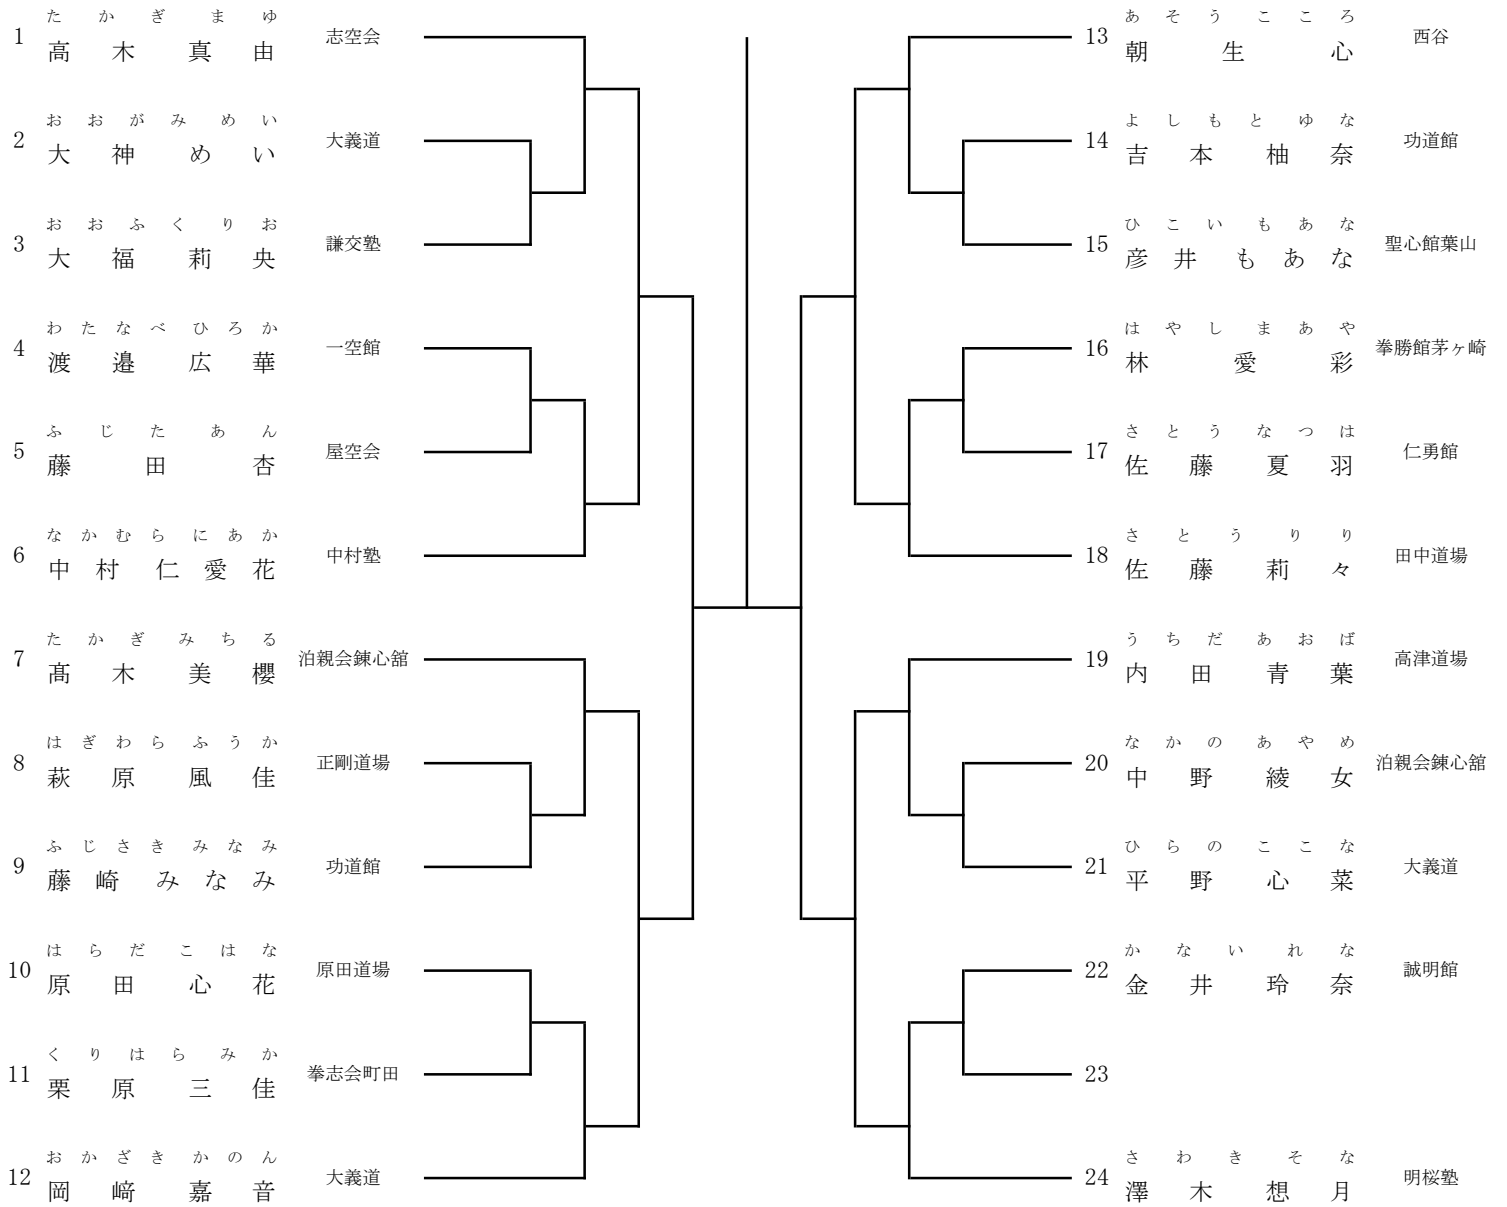 たかぎ まゆ
1 高木 真由 志空会
おおがみ めい
2 大神 めい 大義道
おおふく りお
3 大福 莉央 謙交塾
わたなべ ひろか
4 渡邉 広華 一空館
ふじた あん
5 藤田 杏 屋空会
なかむら にあか
6 中村 仁愛花 中村塾
たかぎ みちる
7 髙木 美櫻 泊親会錬心舘
はぎわら ふうか
8 萩原 風佳 正剛道場
ふじさき みなみ
9 藤崎 みなみ 功道館
はらだ こはな
10 原田 心花 原田道場
くりはら みか
11 栗原 三佳 拳志会町田
おかざき かのん
12 岡﨑 嘉音 大義道
あそう こころ
13 朝生 心 西谷
よしもと ゆな
14 吉本 柚奈 功道館
ひこい もあな
15 彦井 もあな 聖心館葉山
はやし まあや
16 林 愛彩 拳勝館茅ヶ崎
さとう なつは
17 佐藤 夏羽 仁勇館
さとう りり
18 佐藤 莉々 田中道場
うちだ あおば
19 内田 青葉 高津道場
なかの あやめ
20 中野 綾女 泊親会錬心舘
ひらの ここな
21 平野 心菜 大義道
かない れな
22 金井 玲奈 誠明館
23
さわき そな
24 澤木 想月 明桜塾